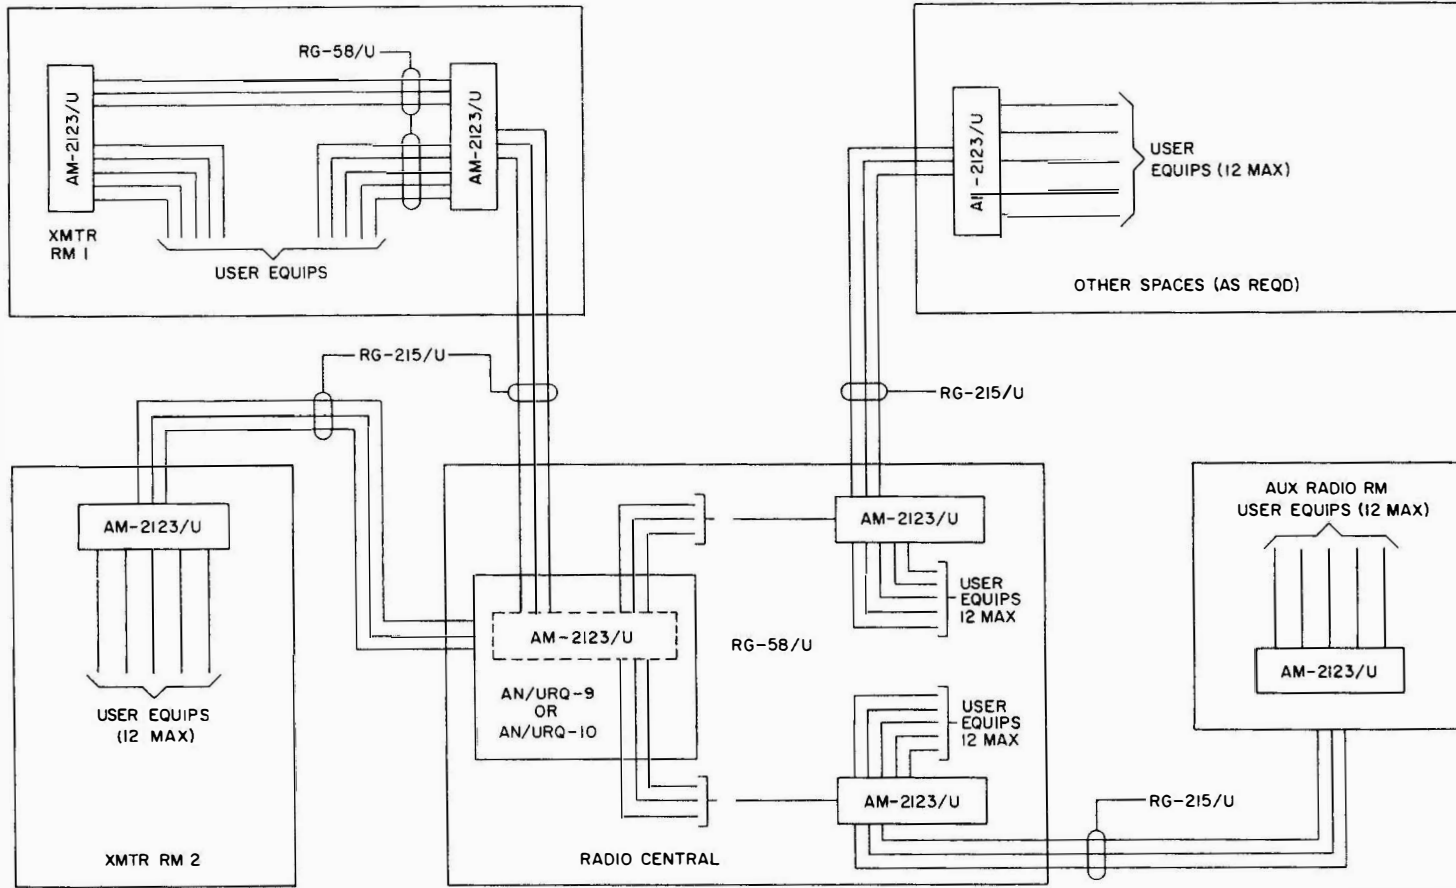 RG-58/U
AM-2123/U
AM-2123/U
XMTR
RM 1
USER EQUIPS
AM-2123/U
USER
EQUIPS (12 MAX)
OTHER SPACES (AS REQD)
RG-215/U
RG-215/U
AM-2123/U
USER EQUIPS
(12 MAX)
XMTR RM 2
AM-2123/U
AN/URQ-9
OR
AN/URQ-10
AM-2123/U
USER
EQUIPS
12 MAX
RG-58/U
USER
EQUIPS
12 MAX
AM-2123/U
RADIO CENTRAL
AUX RADIO RM
USER EQUIPS (12 MAX)
AM-2123/U
RG-215/U